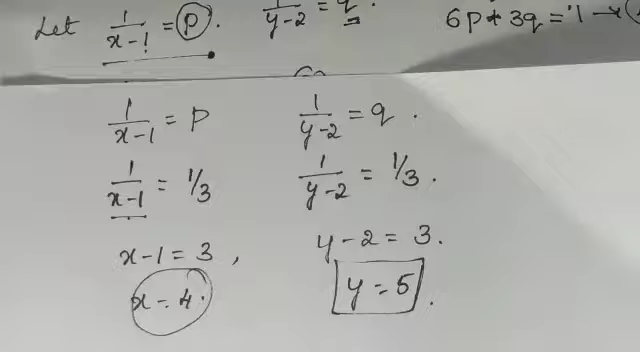 Let 1/(x-1) = p. 1/(y-2) = q. 6p + 3q = 1 →
1/(x-1) = p 1/(y-2) = q.
1/(x-1) = 1/3 1/(y-2) = 1/3.
x-1 = 3, y-2 = 3.
x = 4. y = 5.